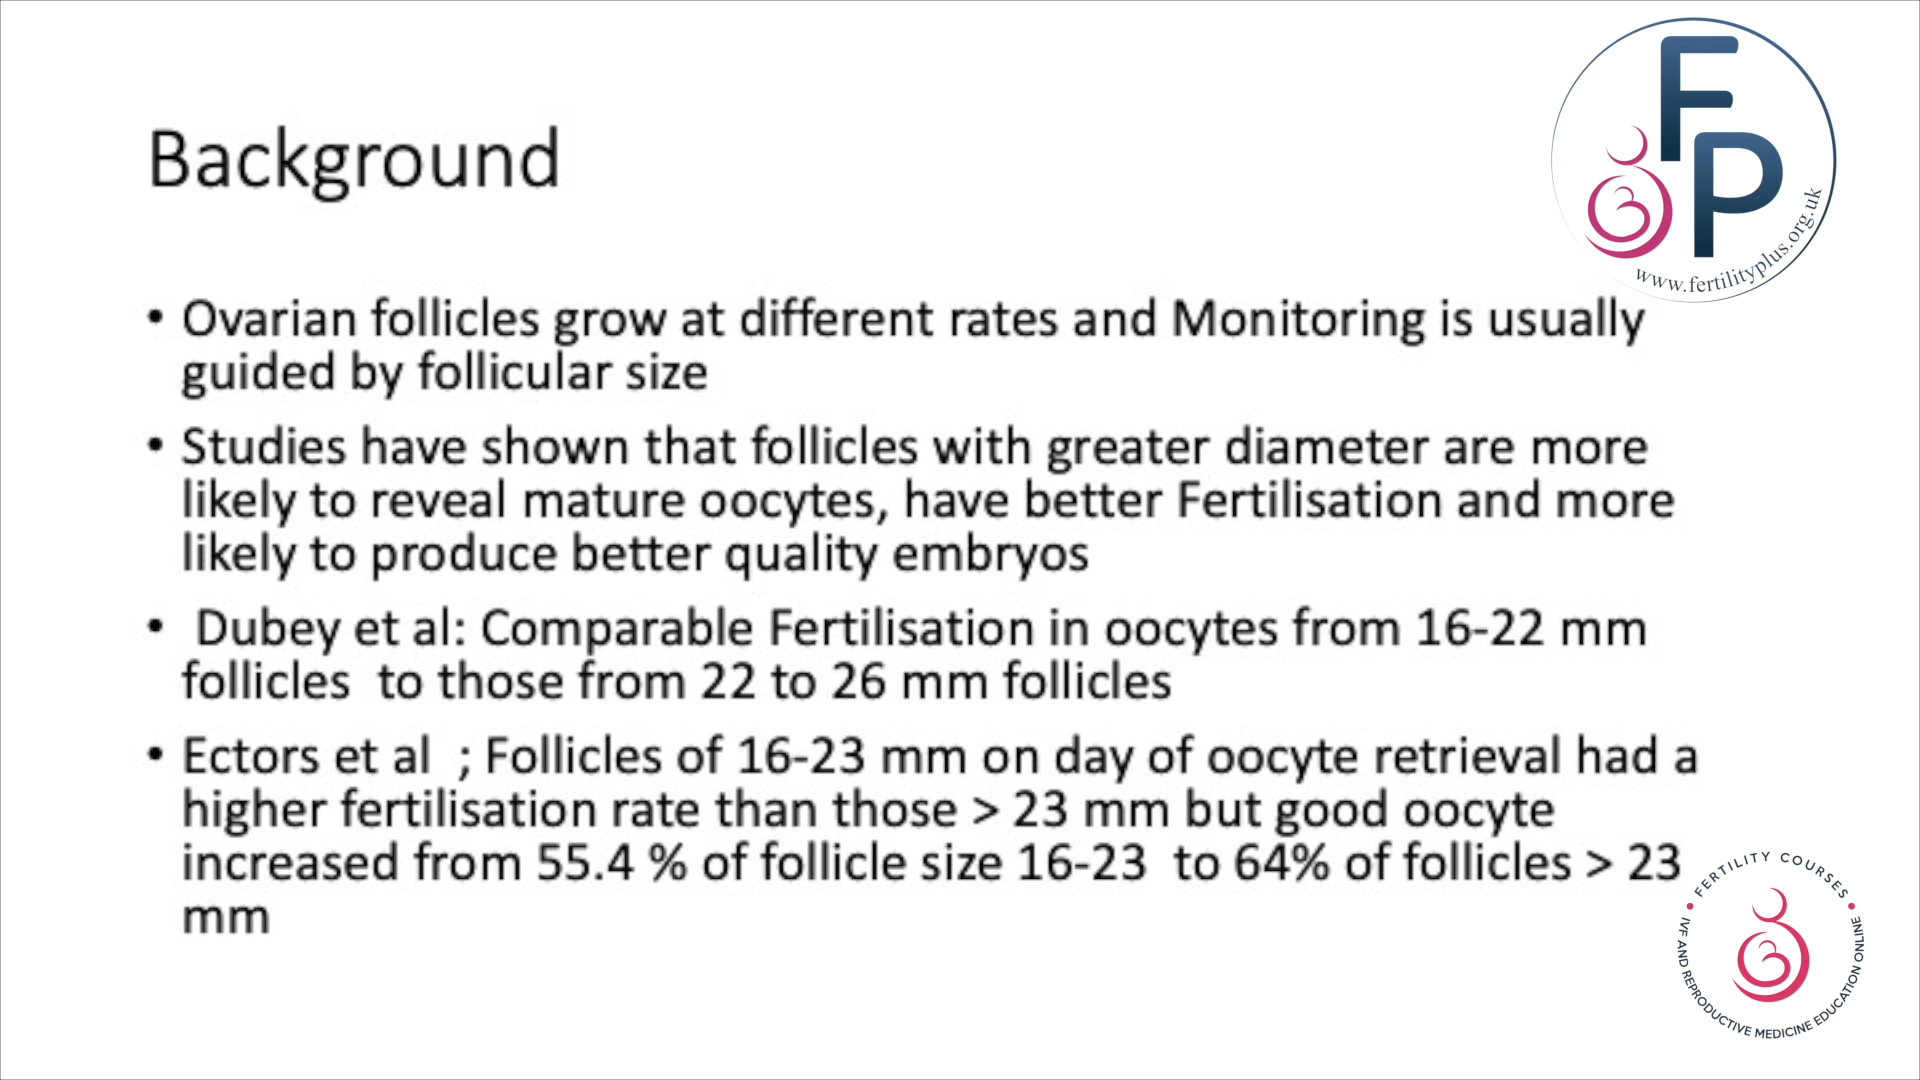 Background
FP
www.fertilityplus.org.uk
• Ovarian follicles grow at different rates and Monitoring is usually
guided by follicular size
• Studies have shown that follicles with greater diameter are more
likely to reveal mature oocytes, have better Fertilisation and more
likely to produce better quality embryos
• Dubey et al: Comparable Fertilisation in oocytes from 16-22 mm
follicles to those from 22 to 26 mm follicles
• Ectors et al ; Follicles of 16-23 mm on day of oocyte retrieval had a
higher fertilisation rate than those > 23 mm but good oocyte
increased from 55.4 % of follicle size 16-23 to 64% of follicles > 23
mm
• FERTILITY COURSES •
IVF AND REPRODUCTIVE MEDICINE EDUCATION ONLINE